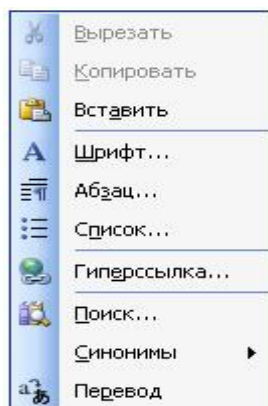 Вырезать
Копировать
Вставить
Шрифт...
Абзац...
Список...
Гиперссылка...
Поиск...
Синонимы
Перевод